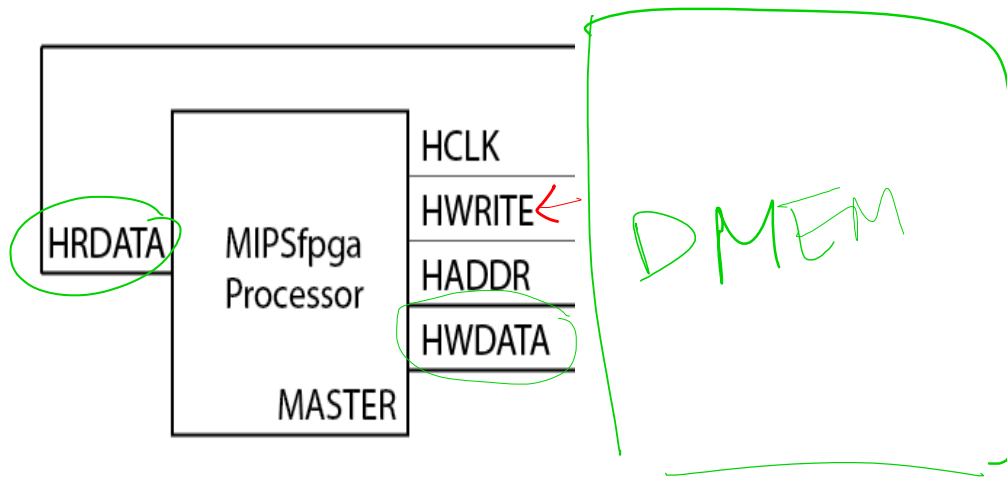 HCLK
HWRITE
HRDATA
MIPSfpga
Processor
HADDR
HWDATA
MASTER
DMEM